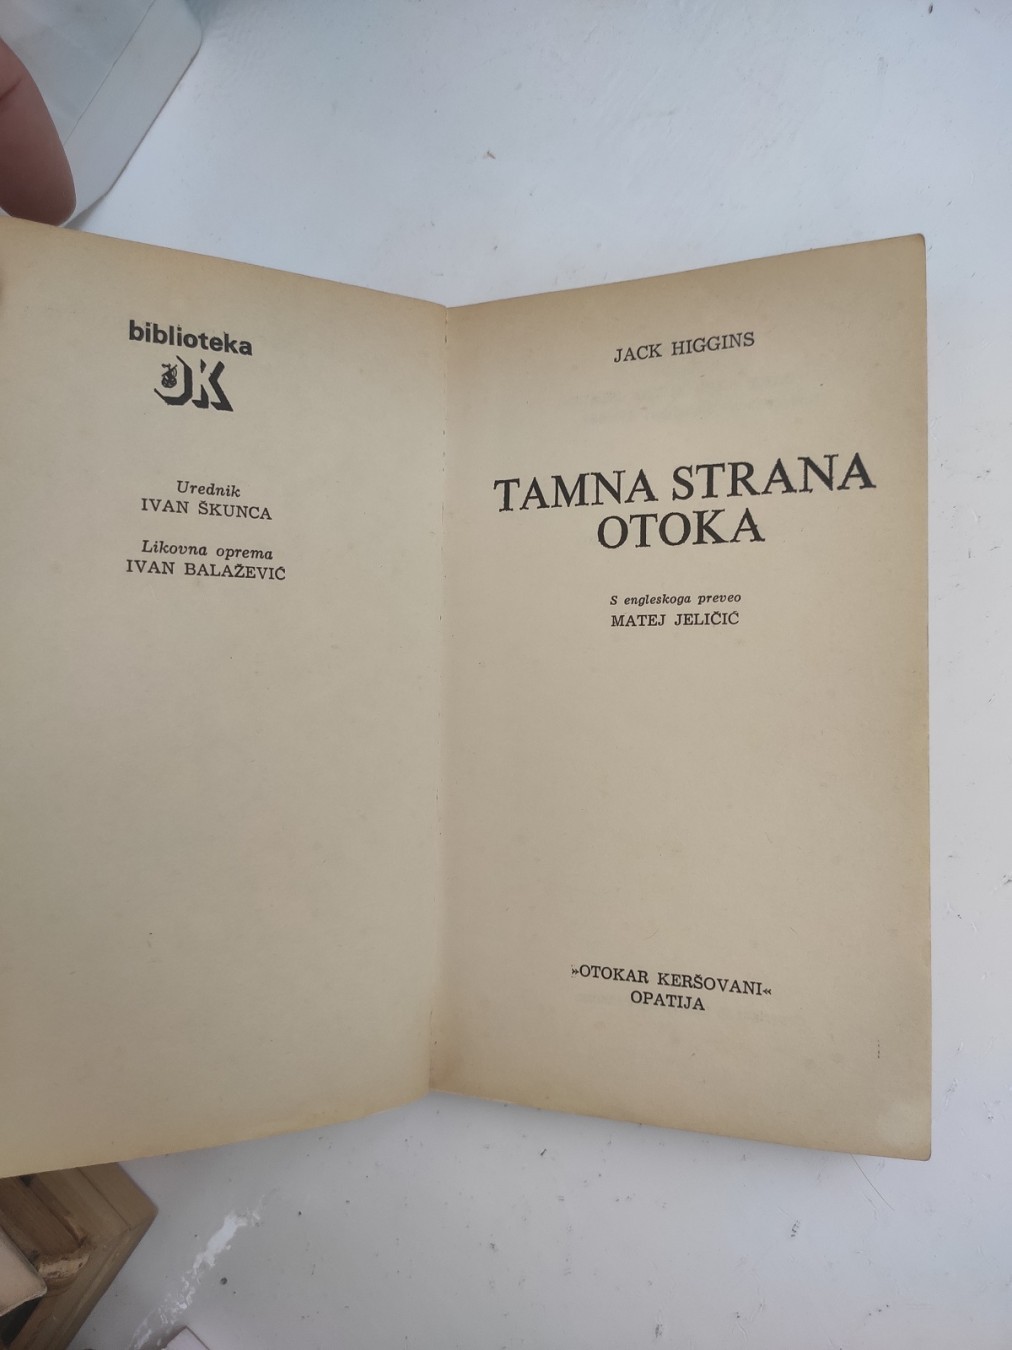 biblioteka
OK
Urednik
IVAN ŠKUNCA
Likovna oprema
IVAN BALAŽEVIĆ
JACK HIGGINS
TAMNA STRANA
OTOKA
S engleskoga preveo
MATEJ JELIČIĆ
»OTOKAR KERŠOVANI«
OPATIJA